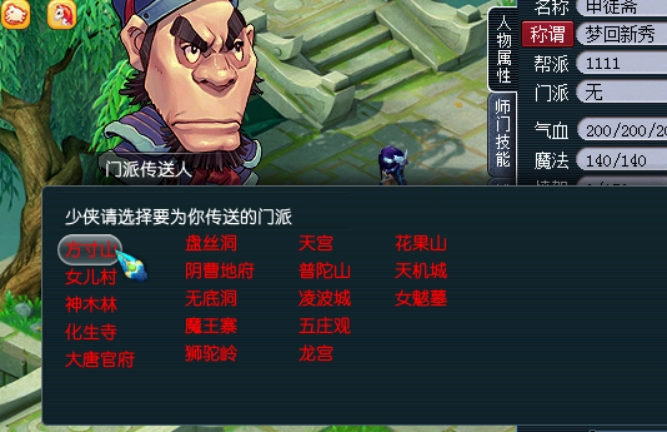 名称 甲徒斋
称谓 梦回新秀
帮派 1111
门派 无
气血 200/200/20
魔法 140/140
人物属性
师门技能
门派传送人
少侠请选择要为你传送的门派
方寸山 盘丝洞 天宫 花果山
女儿村 阴曹地府 普陀山 天机城
神木林 无底洞 凌波城 女魃墓
化生寺 魔王寨 五庄观
大唐官府 狮驼岭 龙宫